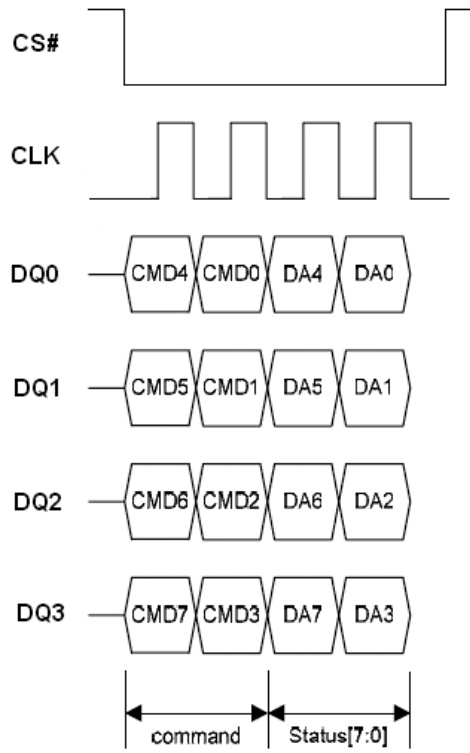 CS#
CLK
DQ0 CMD4 CMD0 DA4 DA0
DQ1 CMD5 CMD1 DA5 DA1
DQ2 CMD6 CMD2 DA6 DA2
DQ3 CMD7 CMD3 DA7 DA3
command Status[7:0]